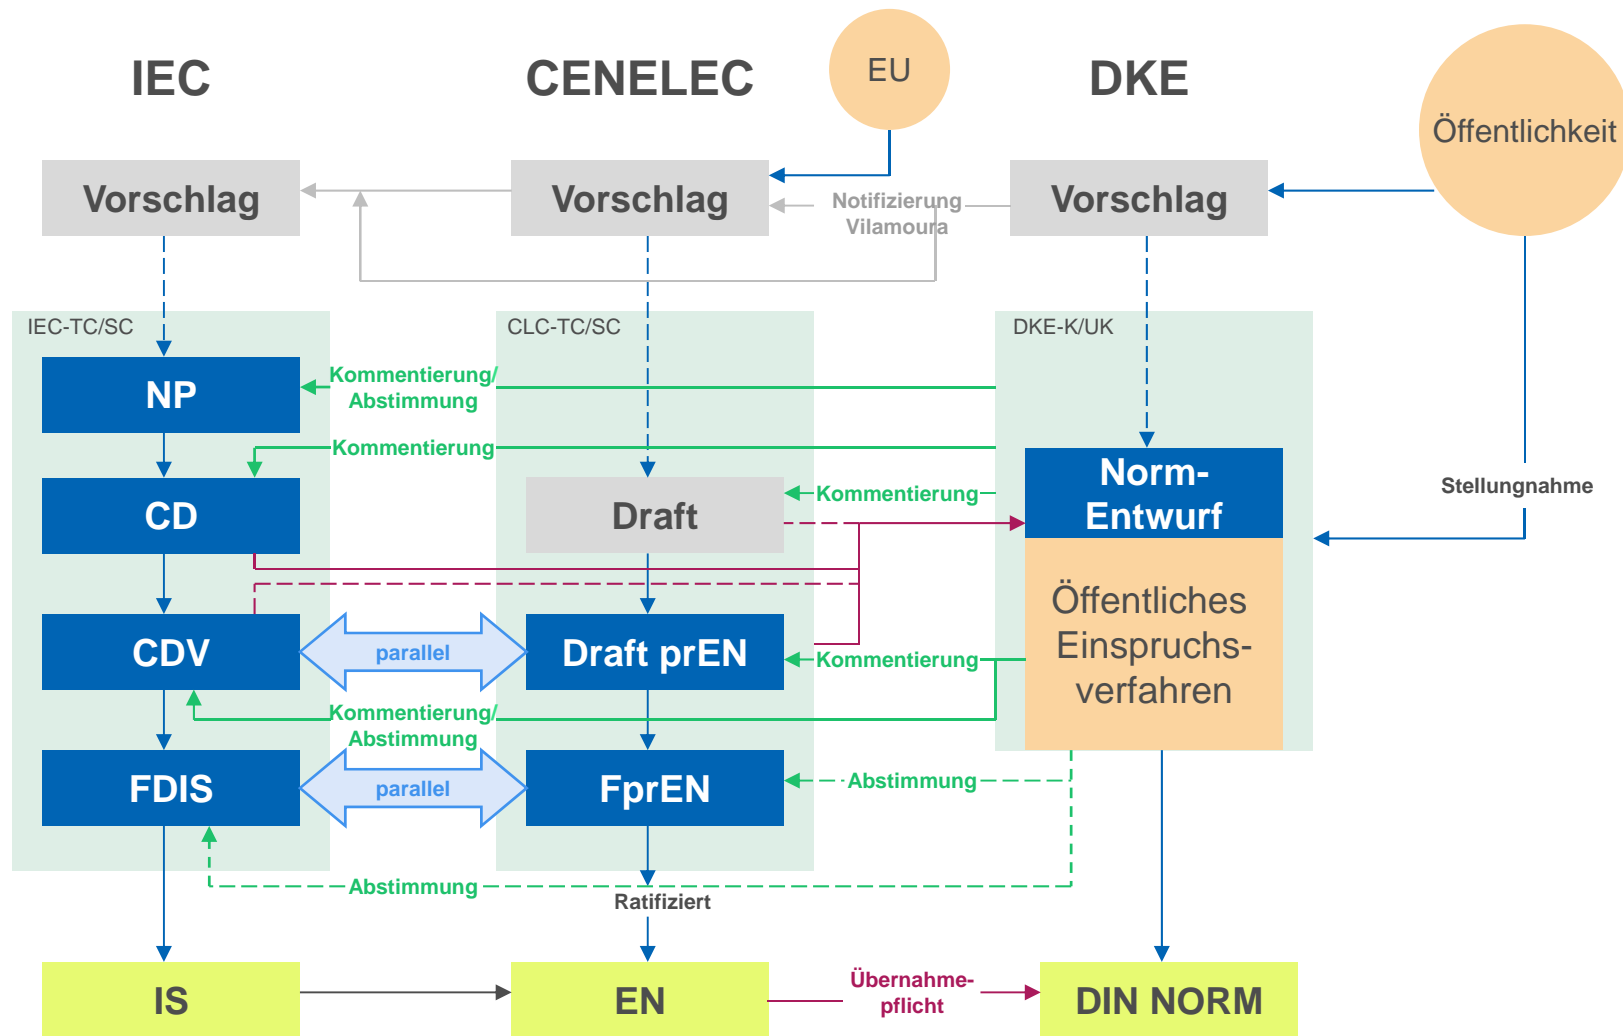 IEC
CENELEC
EU
DKE
Öffentlichkeit
Vorschlag
Vorschlag
Notifizierung
Vilamoura
Vorschlag
IEC-TC/SC
CLC-TC/SC
DKE-K/UK
NP
Kommentierung/
Abstimmung
Kommentierung
CD
Draft
Kommentierung
Norm-
Entwurf
Stellungnahme
Öffentliches
Einspruchs-
verfahren
CDV
parallel
Draft prEN
Kommentierung
Kommentierung/
Abstimmung
FDIS
parallel
FprEN
Abstimmung
Abstimmung
Ratifiziert
IS
EN
Übernahme-
pflicht
DIN NORM